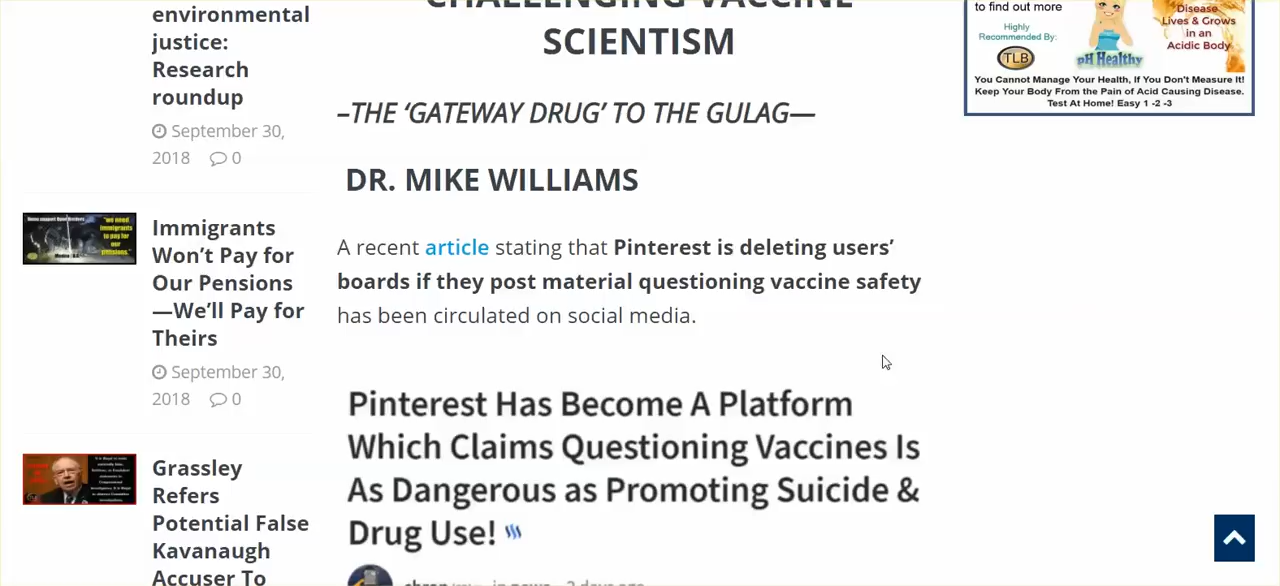 environmental
justice:
Research
roundup
September 30,
2018 0
Immigrants
Won’t Pay for
Our Pensions
—We’ll Pay for
Theirs
September 30,
2018 0
Grassley
Refers
Potential False
Kavanaugh
Accuser To
CHALLENGING VACCINE
SCIENTISM
–THE ‘GATEWAY DRUG’ TO THE GULAG—
DR. MIKE WILLIAMS
A recent article stating that Pinterest is deleting users’
boards if they post material questioning vaccine safety
has been circulated on social media.
Pinterest Has Become A Platform
Which Claims Questioning Vaccines Is
As Dangerous as Promoting Suicide &
Drug Use!
to find out more
Highly
Recommended By:
TLB
pH Healthy
Disease
Lives & Grows
in an
Acidic Body
You Cannot Manage Your Health, If You Don't Measure It!
Keep Your Body From the Pain of Acid Causing Disease.
Test At Home! Easy 1 -2 -3